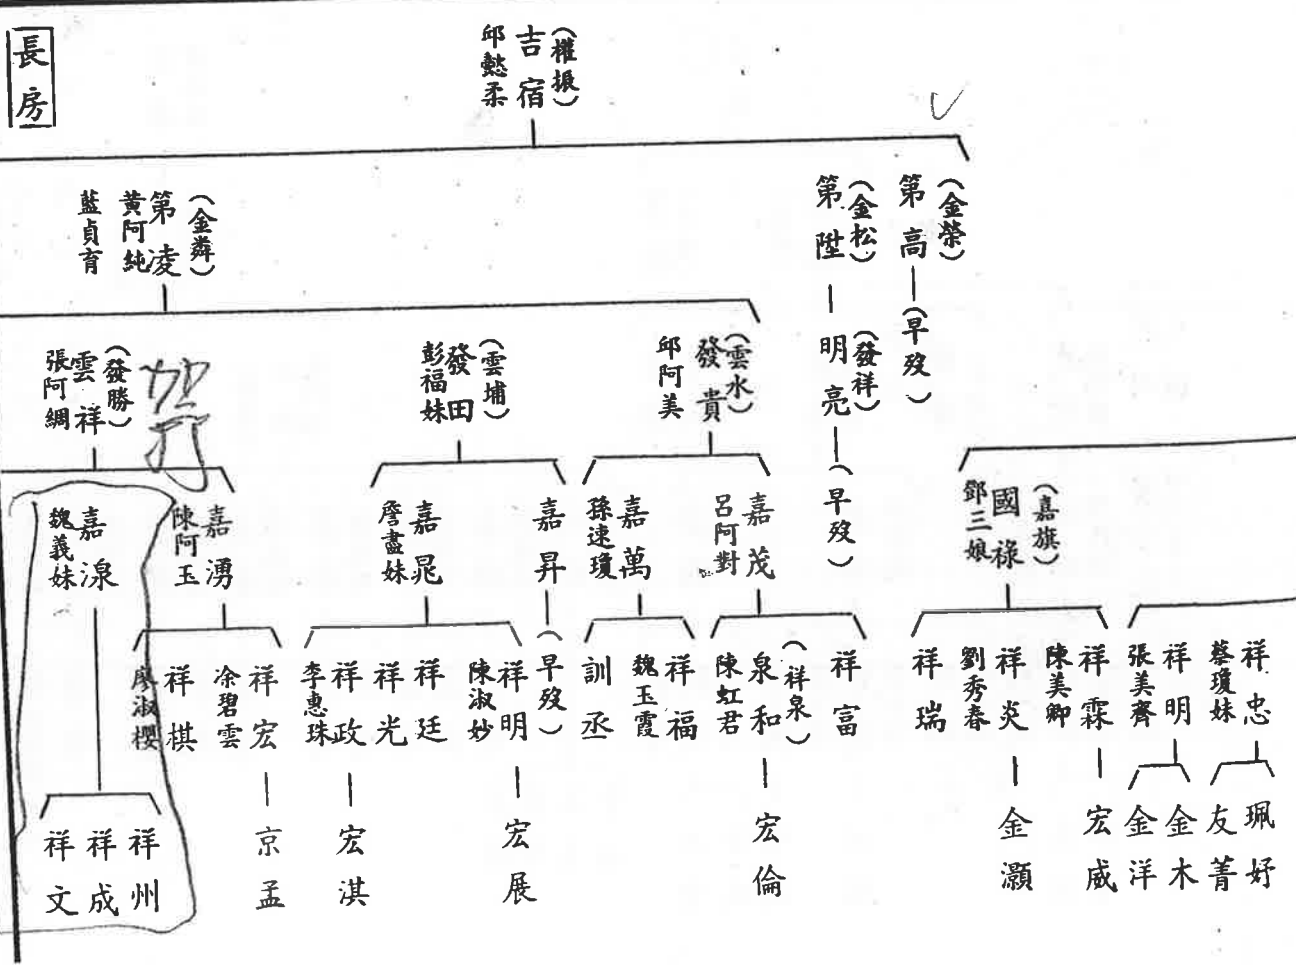 長房
(權振)
吉宿
邱懿柔
(金榮)
第高
(早歿)
(金松)
第陞
(發祥)
明亮
(早歿)
(金粦)
第凌
黃阿純
藍貞育
(雲水)
發貴
邱阿美
(雲埔)
發田
彭福妹
(發勝)
雲祥
張阿綢
(嘉旗)
國祿
鄧三娘
嘉茂
呂阿對
嘉萬
孫速瓊
嘉昇
(早歿)
嘉晁
詹盡妹
嘉湧
陳阿玉
嘉湶
魏義妹
祥忠
蔡瓊妹
祥明
張美齊
祥霖
陳美卿
祥炎
劉秀春
祥瑞
祥富
(祥泉)
泉和
陳虹君
祥福
魏玉霞
訓丞
祥明
陳淑妙
祥廷
祥光
祥政
李惠珠
祥宏
凃碧雲
祥棋
廖淑櫻
珮妤
友菁
金木
金洋
宏威
金灝
宏倫
宏展
宏淇
京孟
祥州
祥成
祥文